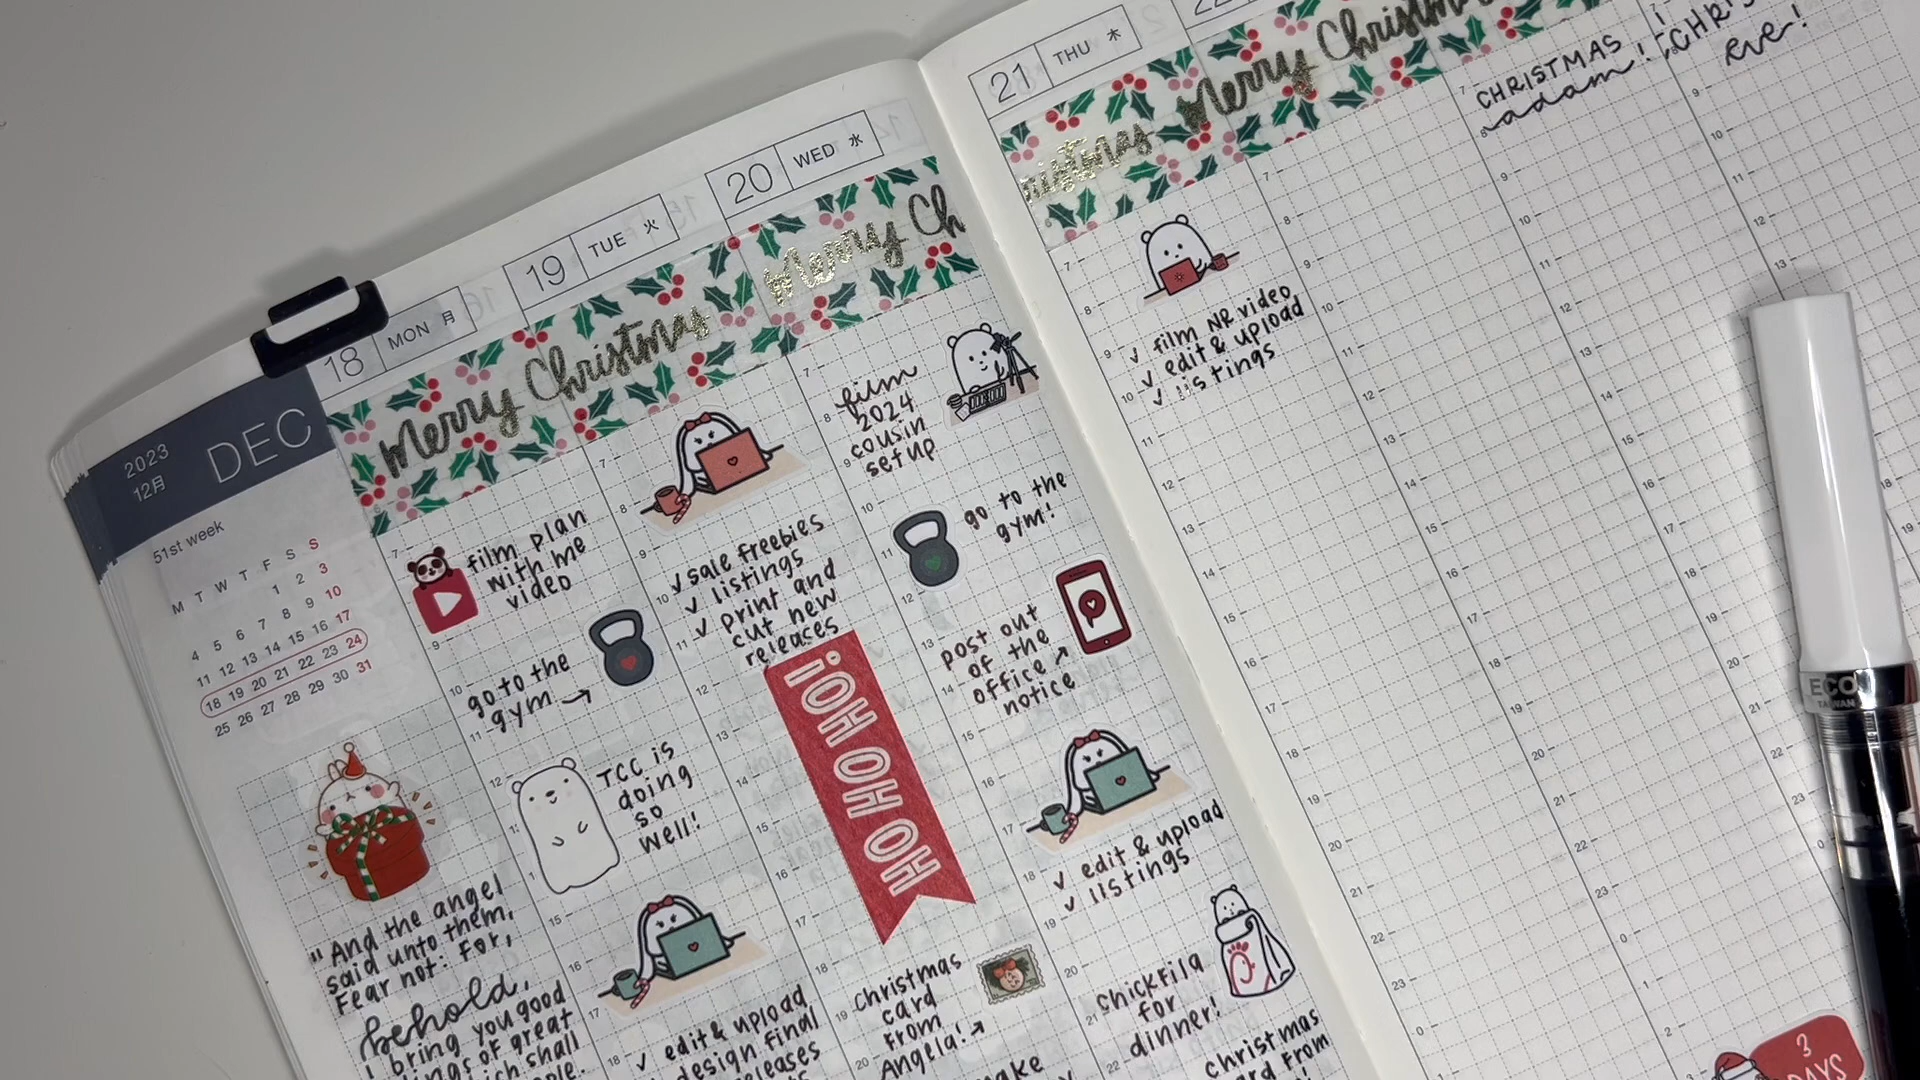 2023
12月
DEC
51st week
M T W T F S S
1 2 3
4 5 6 7 8 9 10
11 12 13 14 15 16 17
18 19 20 21 22 23 24
25 26 27 28 29 30 31
"And the angel
said unto them,
Fear not: For,
behold,
I bring you good
of great
shall
18 MON 月
Merry Christmas
film plan
with me
video
go to the
gym →
TCC is
doing
so
well!
✓ edit & upload
design final
19 TUE 火
✓ sale freebies
✓ listings
✓ print and
cut new
releases
HO HO HO!
christmas
card
from
Angela! →
20 WED 水
Merry Ch
film
2024
cousin
setup
go to the
gym!
post out
of the
office →
notice
✓ edit & upload
✓ listings
chickfila
for
dinner!
christmas
from
21 THU 木
Merry Christm
✓ film NR video
✓ edit & upload
✓ listings
CHRISTMAS
adam!
eve!
3
DAYS
ECO
TAIWAN